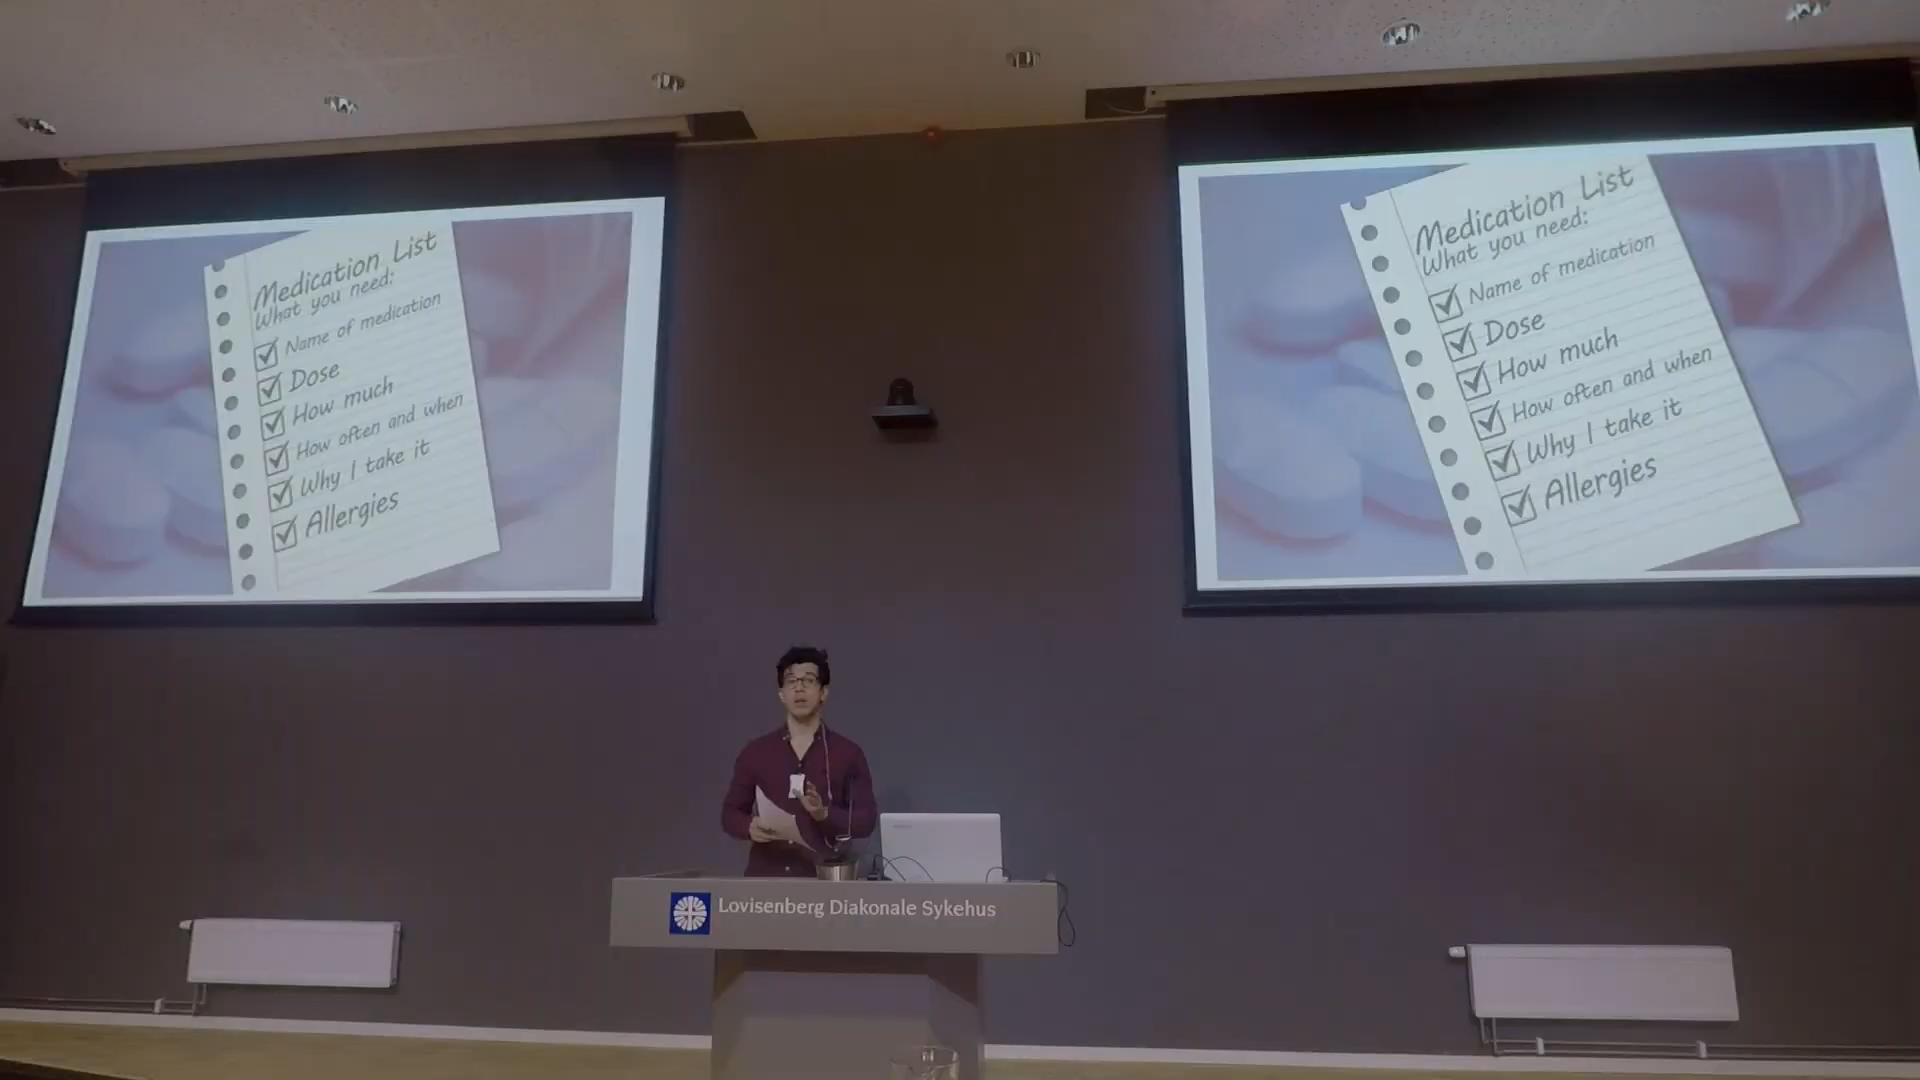 Medication List
What you need:
Name of medication
Dose
How much
How often and when
Why I take it
Allergies
Medication List
What you need:
Name of medication
Dose
How much
How often and when
Why I take it
Allergies
Lovisenberg Diakonale Sykehus